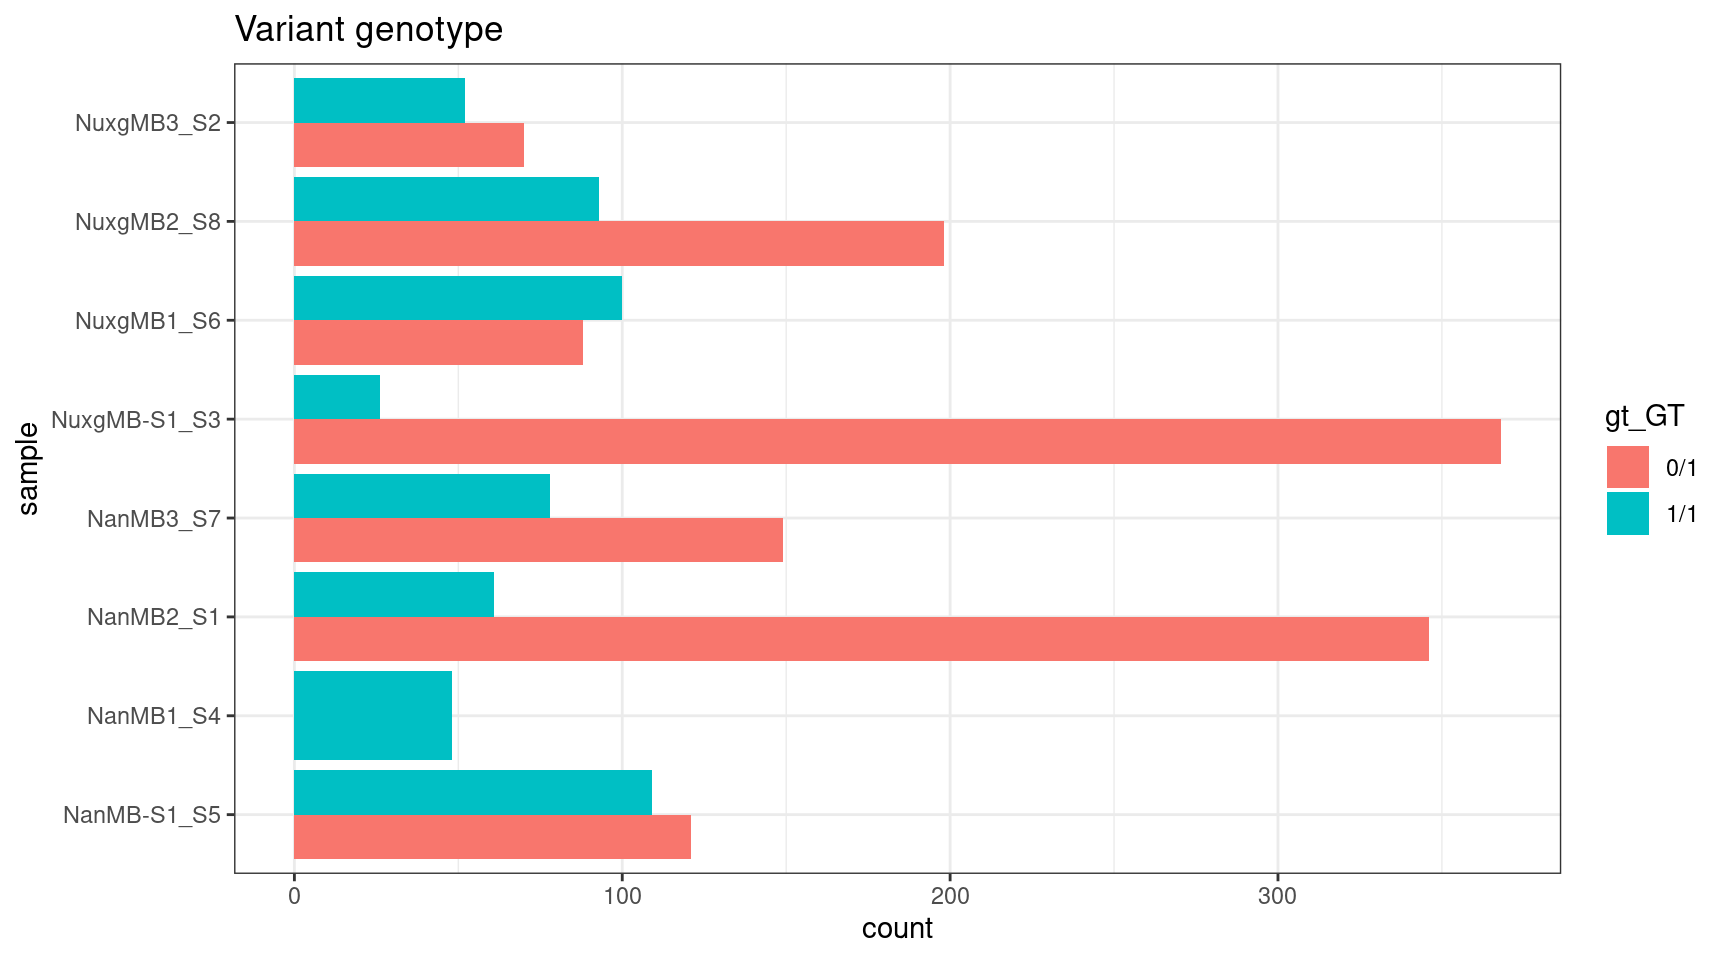 Variant genotype
NuxgMB3_S2
NuxgMB2_S8
NuxgMB1_S6
NuxgMB-S1_S3
NanMB3_S7
NanMB2_S1
NanMB1_S4
NanMB-S1_S5
sample
0 100 200 300
count
gt_GT
0/1
1/1